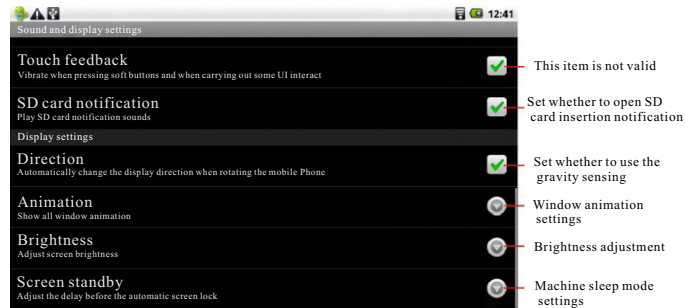 12:41
Sound and display settings
Touch feedback
Vibrate when pressing soft buttons and when carrying out some UI interact
This item is not valid
SD card notification
Play SD card notification sounds
Set whether to open SD
card insertion notification
Display settings
Direction
Automatically change the display direction when rotating the mobile Phone
Set whether to use the
gravity sensing
Animation
Show all window animation
Window animation
settings
Brightness
Adjust screen brightness
Brightness adjustment
Screen standby
Adjust the delay before the automatic screen lock
Machine sleep mode
settings